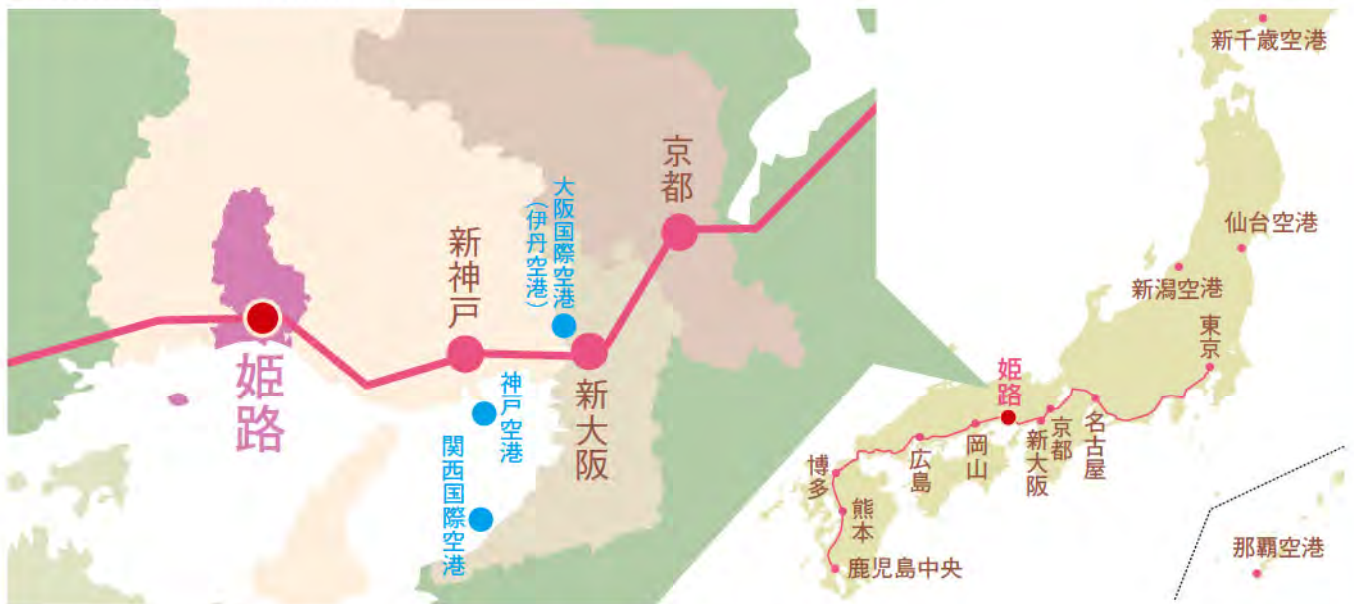 京都
大阪国際空港
（伊丹空港）
新神戸
姫路
新大阪
神戸空港
関西国際空港
新千歳空港
仙台空港
新潟空港
東京
姫路
名古屋
京都
新大阪
岡山
広島
博多
熊本
鹿児島中央
那覇空港